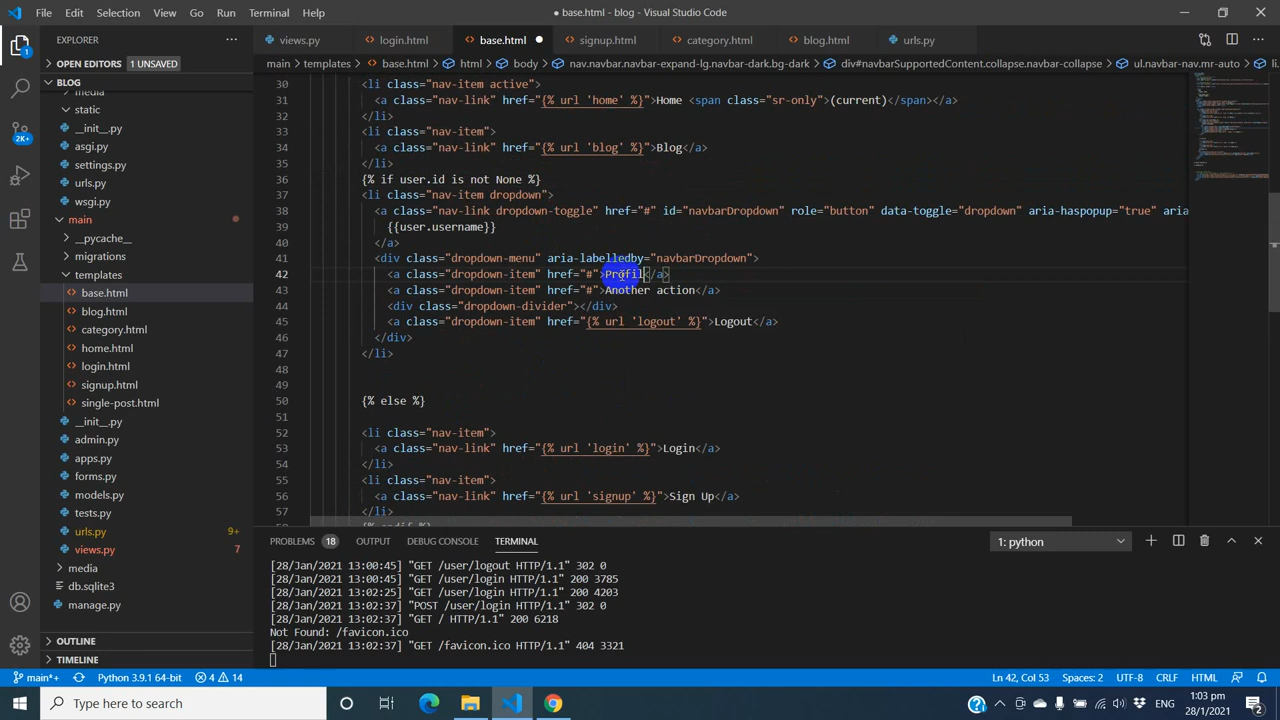 File Edit Selection View Go Run Terminal Help
● base.html - blog - Visual Studio Code
EXPLORER
views.py login.html base.html signup.html category.html blog.html urls.py
OPEN EDITORS 1 UNSAVED
main > templates > base.html > html > body > nav.navbar.navbar-expand-lg.navbar-dark.bg-dark > div#navbarSupportedContent.collapse.navbar-collapse > ul.navbar-nav.mr-auto > li.
BLOG
media
static
__init__.py
asgi.py
settings.py
urls.py
wsgi.py
main
__pycache__
migrations
templates
base.html
blog.html
category.html
home.html
login.html
signup.html
single-post.html
__init__.py
admin.py
apps.py
forms.py
models.py
tests.py
urls.py 9+
views.py 7
media
db.sqlite3
manage.py
OUTLINE
TIMELINE
1
2K+
30 <li class="nav-item active">
31 <a class="nav-link" href="{% url 'home' %}">Home <span class="sr-only">(current)</span></a>
32 </li>
33 <li class="nav-item">
34 <a class="nav-link" href="{% url 'blog' %}">Blog</a>
35 </li>
36 {% if user.id is not None %}
37 <li class="nav-item dropdown">
38 <a class="nav-link dropdown-toggle" href="#" id="navbarDropdown" role="button" data-toggle="dropdown" aria-haspopup="true" aria
39 {{user.username}}
40 </a>
41 <div class="dropdown-menu" aria-labelledby="navbarDropdown">
42 <a class="dropdown-item" href="#">Profil</a>
43 <a class="dropdown-item" href="#">Another action</a>
44 <div class="dropdown-divider"></div>
45 <a class="dropdown-item" href="{% url 'logout' %}">Logout</a>
46 </div>
47 </li>
48
49
50 {% else %}
51
52 <li class="nav-item">
53 <a class="nav-link" href="{% url 'login' %}">Login</a>
54 </li>
55 <li class="nav-item">
56 <a class="nav-link" href="{% url 'signup' %}">Sign Up</a>
57 </li>
58 {% endif %}
PROBLEMS 18 OUTPUT DEBUG CONSOLE TERMINAL 1: python
[28/Jan/2021 13:00:45] "GET /user/logout HTTP/1.1" 302 0
[28/Jan/2021 13:00:45] "GET /user/login HTTP/1.1" 200 3785
[28/Jan/2021 13:02:25] "GET /user/login HTTP/1.1" 200 4203
[28/Jan/2021 13:02:37] "POST /user/login HTTP/1.1" 302 0
[28/Jan/2021 13:02:37] "GET / HTTP/1.1" 200 6218
Not Found: /favicon.ico
[28/Jan/2021 13:02:37] "GET /favicon.ico HTTP/1.1" 404 3321
main*+ Python 3.9.1 64-bit 4 14 Ln 42, Col 53 Spaces: 2 UTF-8 CRLF HTML
Type here to search
ENG
1:03 pm
28/1/2021
2